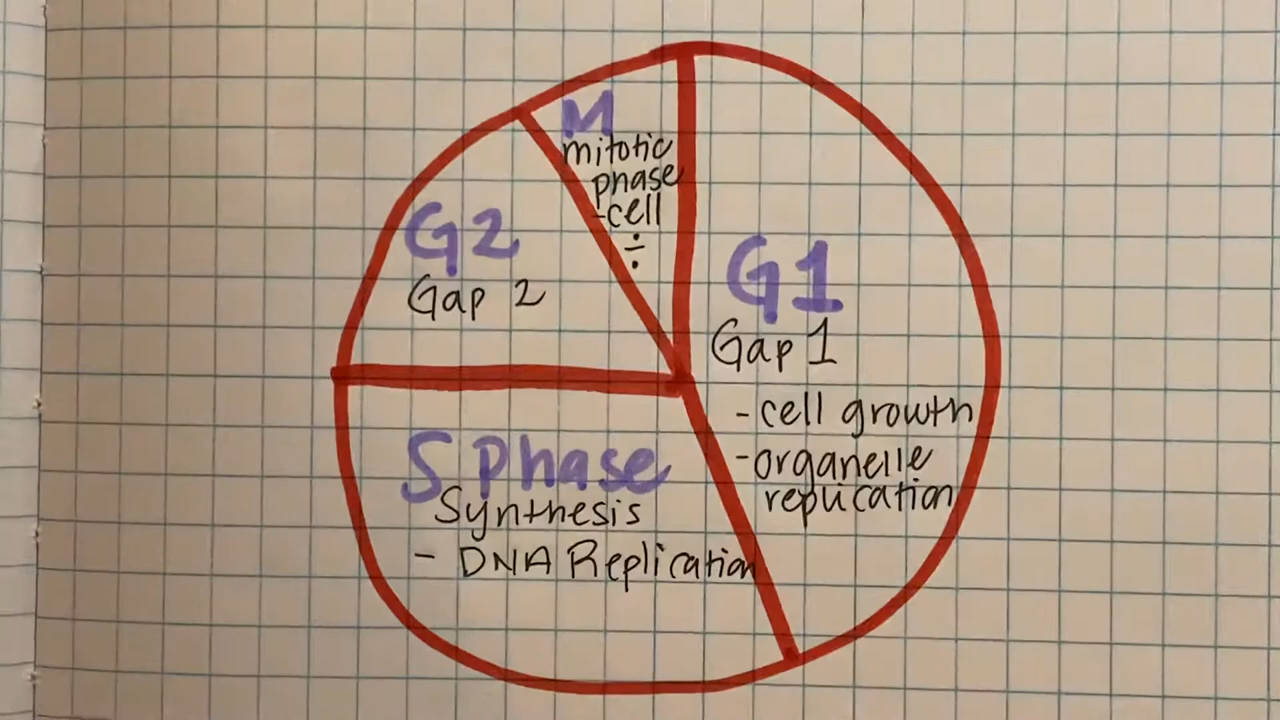 M
mitotic
phase
-cell
÷
G2
Gap 2
G1
Gap 1
- cell growth
- organelle
replication
S Phase
Synthesis
- DNA Replication